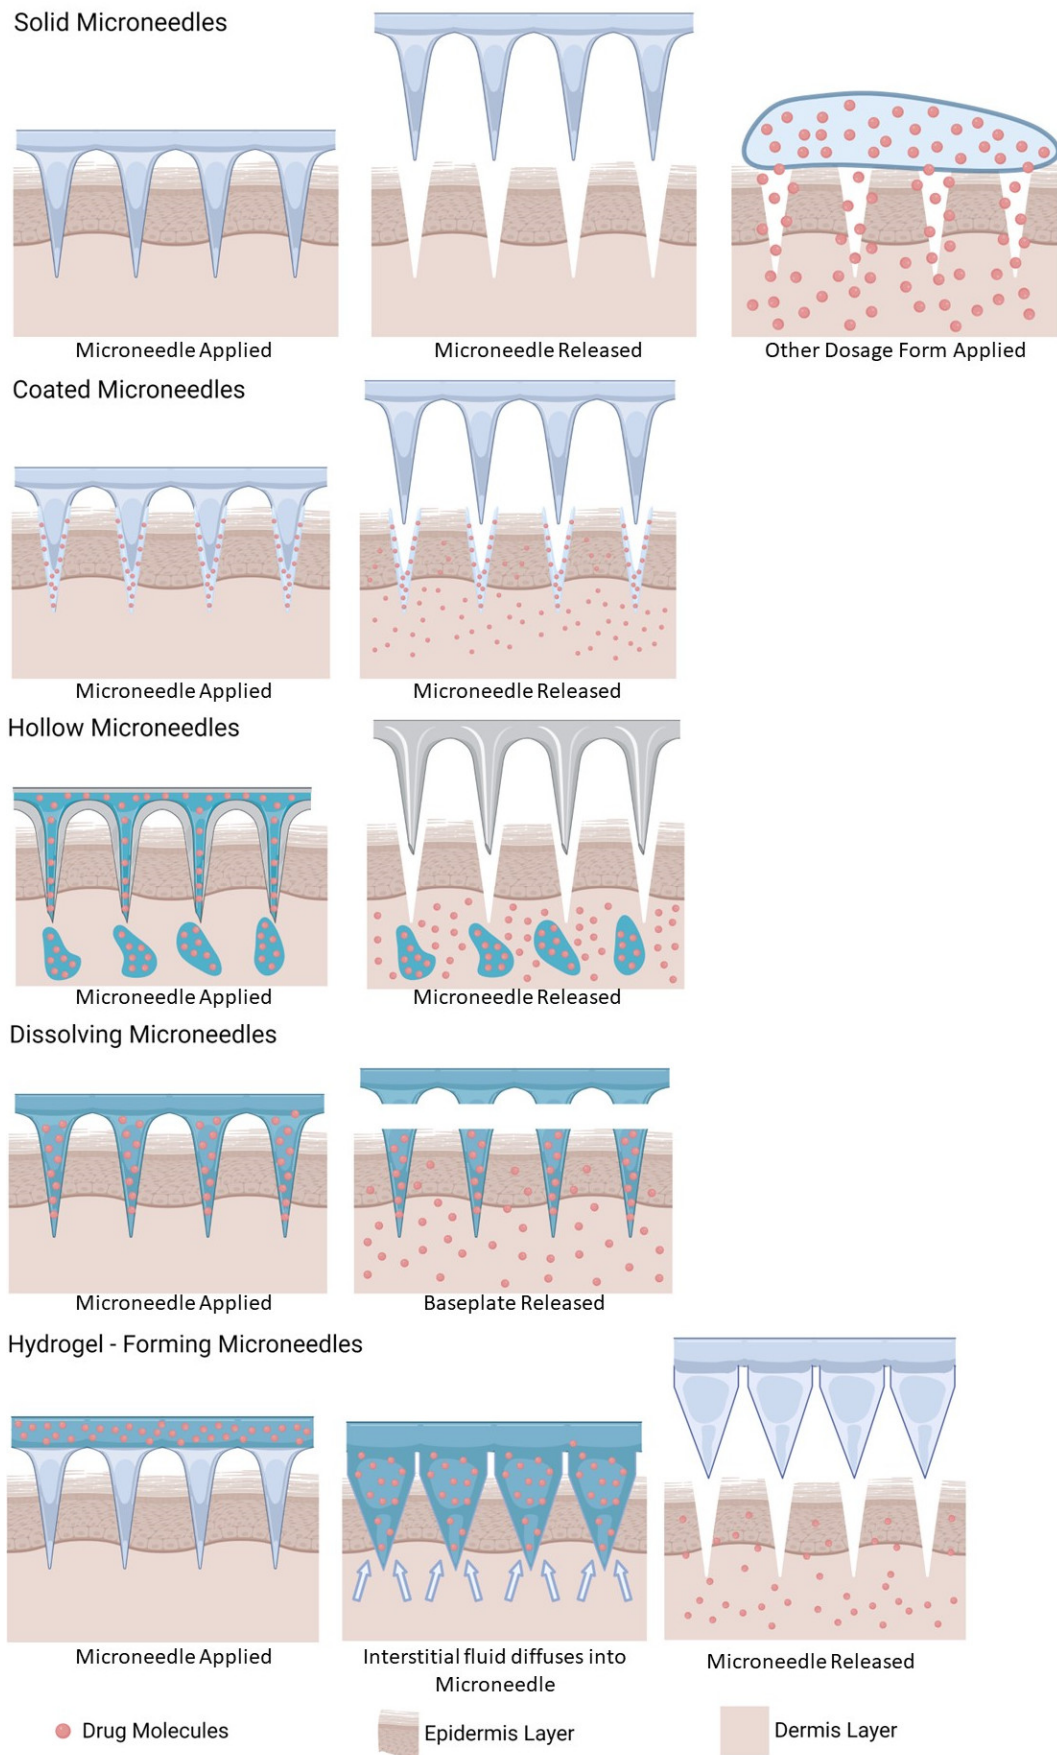 Solid Microneedles
Microneedle Applied
Microneedle Released
Other Dosage Form Applied
Coated Microneedles
Microneedle Applied
Microneedle Released
Hollow Microneedles
Microneedle Applied
Microneedle Released
Dissolving Microneedles
Microneedle Applied
Baseplate Released
Hydrogel - Forming Microneedles
Microneedle Applied
Interstitial fluid diffuses into
Microneedle
Microneedle Released
Drug Molecules
Epidermis Layer
Dermis Layer